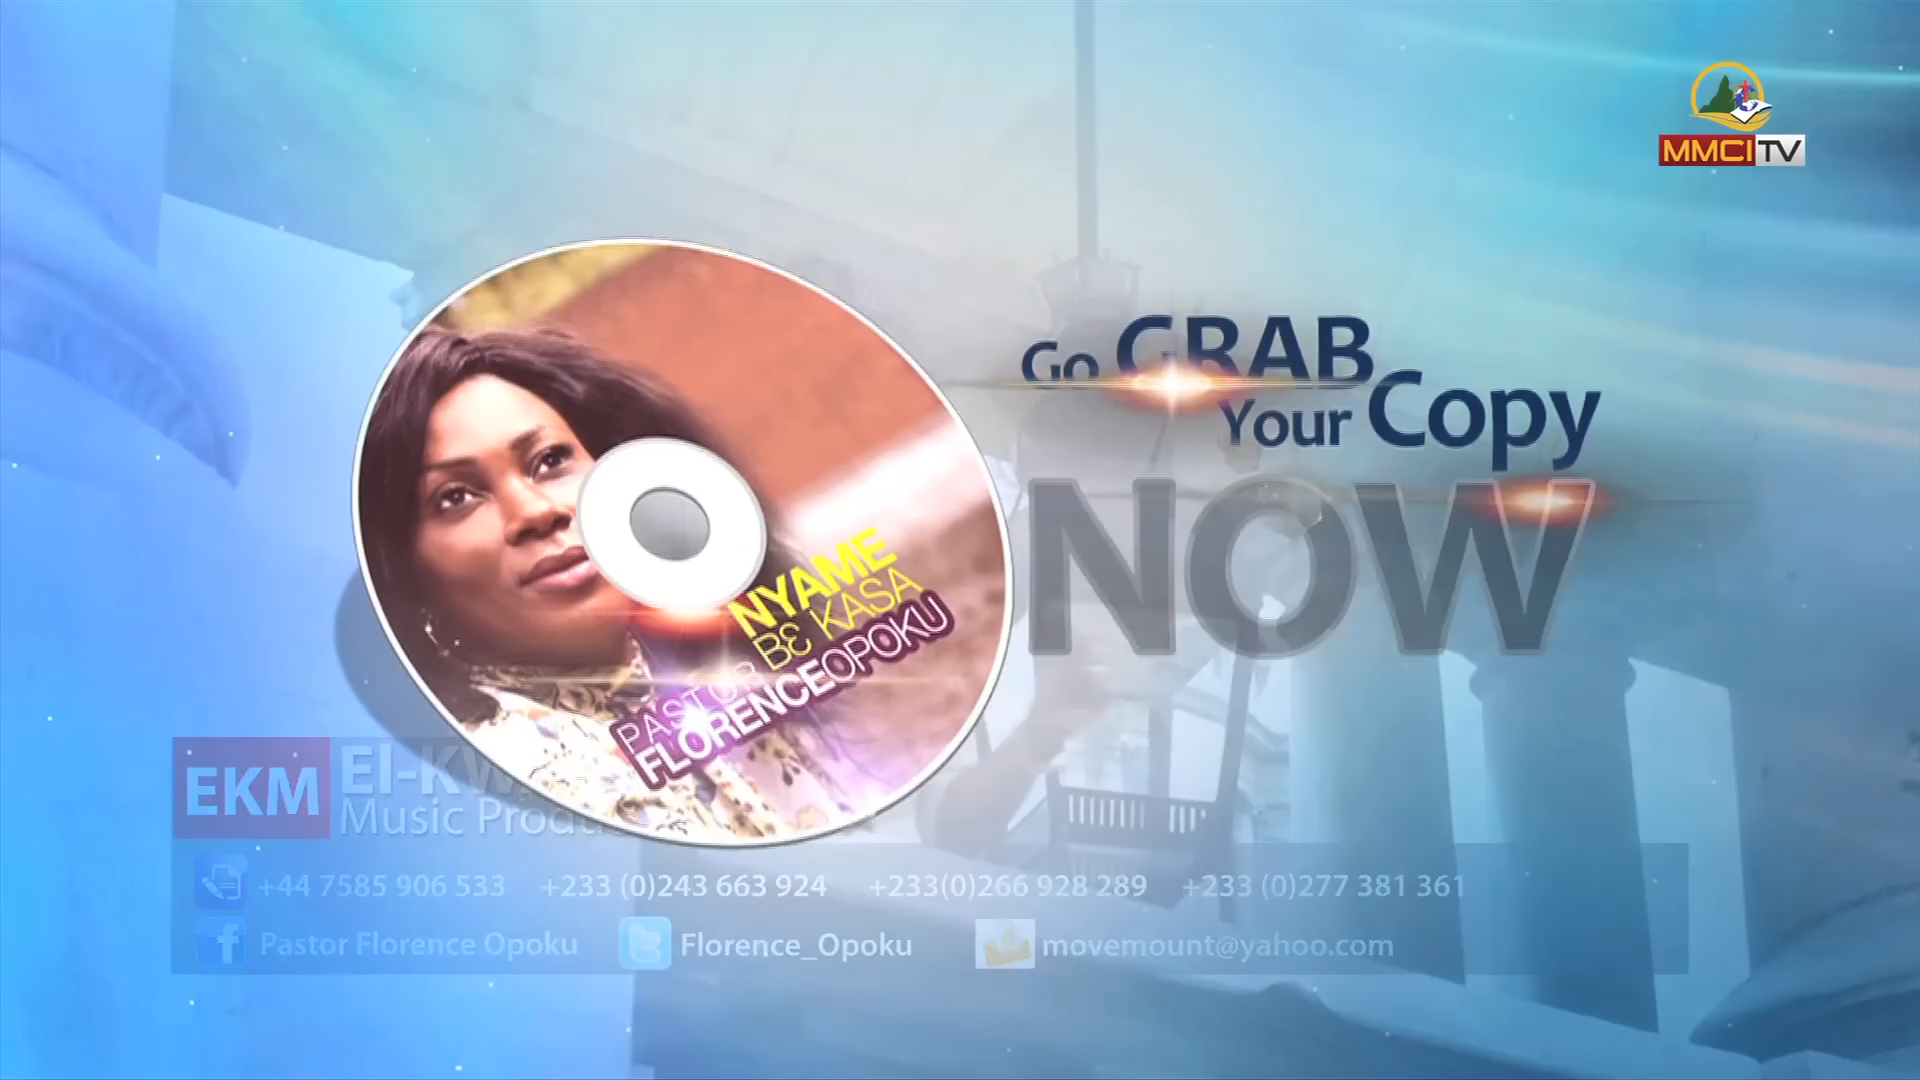 MMCI TV
Go GRAB
Your Copy
NOW
NYAME
BƐ KASA
PASTOR
FLORENCEOPOKU
EKM
Music
+44 7585 906 533 +233 (0)243 663 924 +233(0)266 928 289 +233 (0)277 381 361
Pastor Florence Opoku Florence_Opoku movemount@yahoo.com